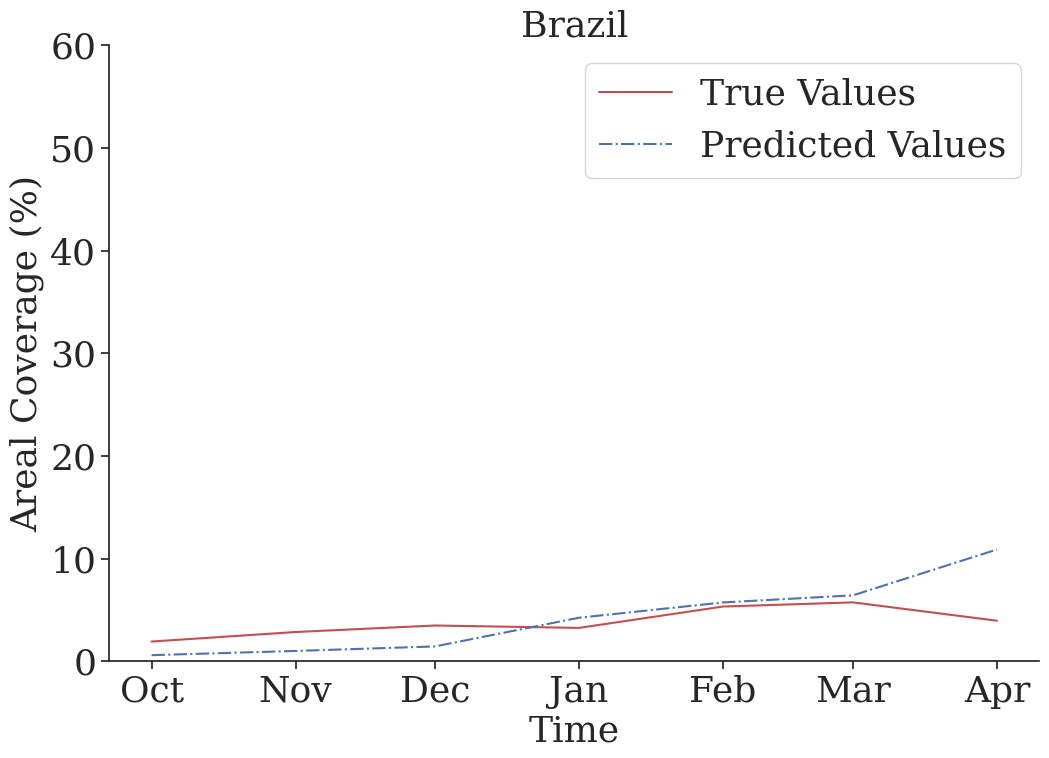 Brazil
True Values
Predicted Values
Areal Coverage (%)
60
50
40
30
20
10
0
Oct Nov Dec Jan Feb Mar Apr
Time